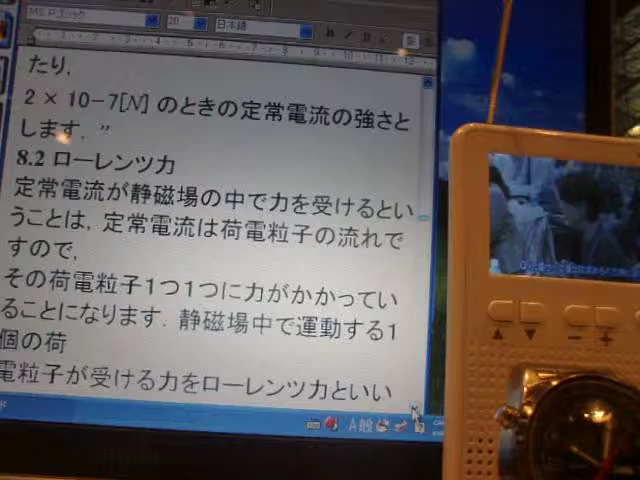 20
日本語
たり，
2 × 10－7[N] のときの定常電流の強さと
します．”
8.2 ローレンツ力
定常電流が静磁場の中で力を受けるとい
うことは，定常電流は荷電粒子の流れで
すので，
その荷電粒子1つ1つに力がかかってい
ることになります．静磁場中で運動する1
個の荷
電粒子が受ける力をローレンツ力といい
A 般